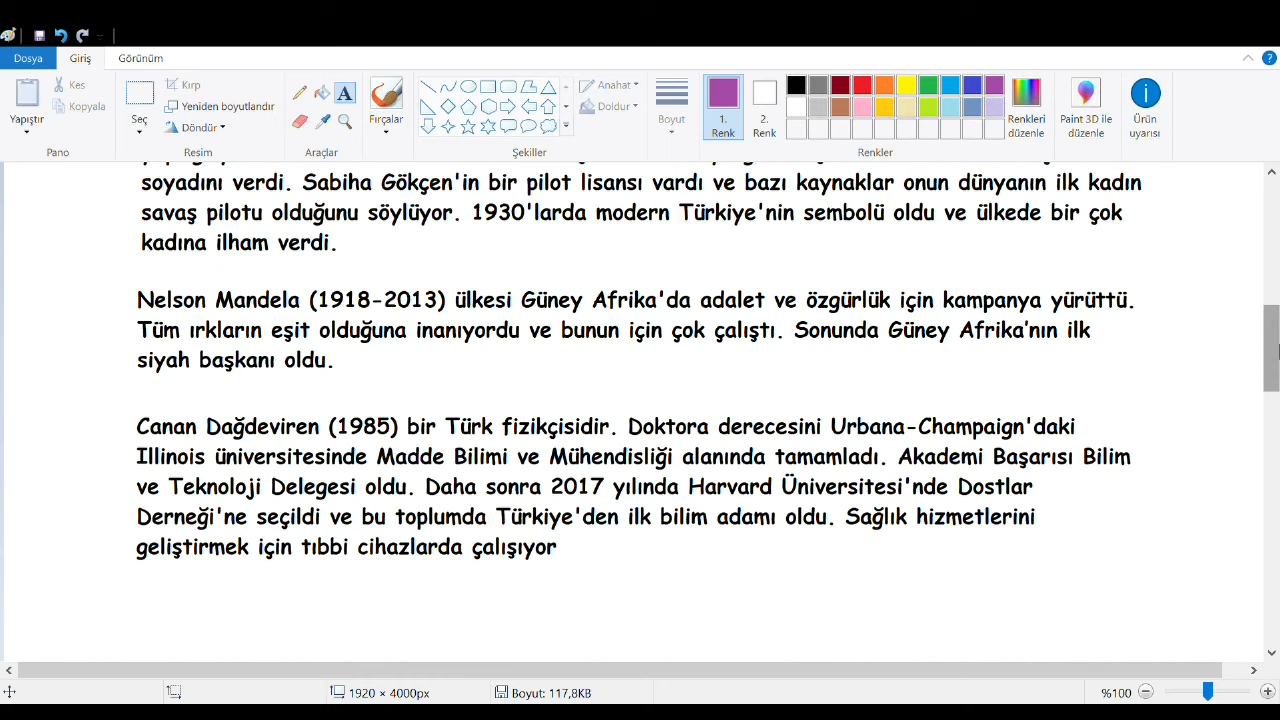 Dosya Giriş Görünüm
Yapıştır
Kes
Kopyala
Pano
Seç
Kırp
Yeniden boyutlandır
Döndür
Resim
Araçlar
Fırçalar
Şekiller
Anahat
Doldur
Boyut
1. Renk
2. Renk
Renkleri düzenle
Renkler
Paint 3D ile düzenle
Ürün uyarısı
soyadını verdi. Sabiha Gökçen'in bir pilot lisansı vardı ve bazı kaynaklar onun dünyanın ilk kadın
savaş pilotu olduğunu söylüyor. 1930'larda modern Türkiye'nin sembolü oldu ve ülkede bir çok
kadına ilham verdi.
Nelson Mandela (1918-2013) ülkesi Güney Afrika'da adalet ve özgürlük için kampanya yürüttü.
Tüm ırkların eşit olduğuna inanıyordu ve bunun için çok çalıştı. Sonunda Güney Afrika'nın ilk
siyah başkanı oldu.
Canan Dağdeviren (1985) bir Türk fizikçisidir. Doktora derecesini Urbana-Champaign'daki
Illinois üniversitesinde Madde Bilimi ve Mühendisliği alanında tamamladı. Akademi Başarısı Bilim
ve Teknoloji Delegesi oldu. Daha sonra 2017 yılında Harvard Üniversitesi'nde Dostlar
Derneği'ne seçildi ve bu toplumda Türkiye'den ilk bilim adamı oldu. Sağlık hizmetlerini
geliştirmek için tıbbi cihazlarda çalışıyor
1920 × 4000px
Boyut: 117,8KB
%100